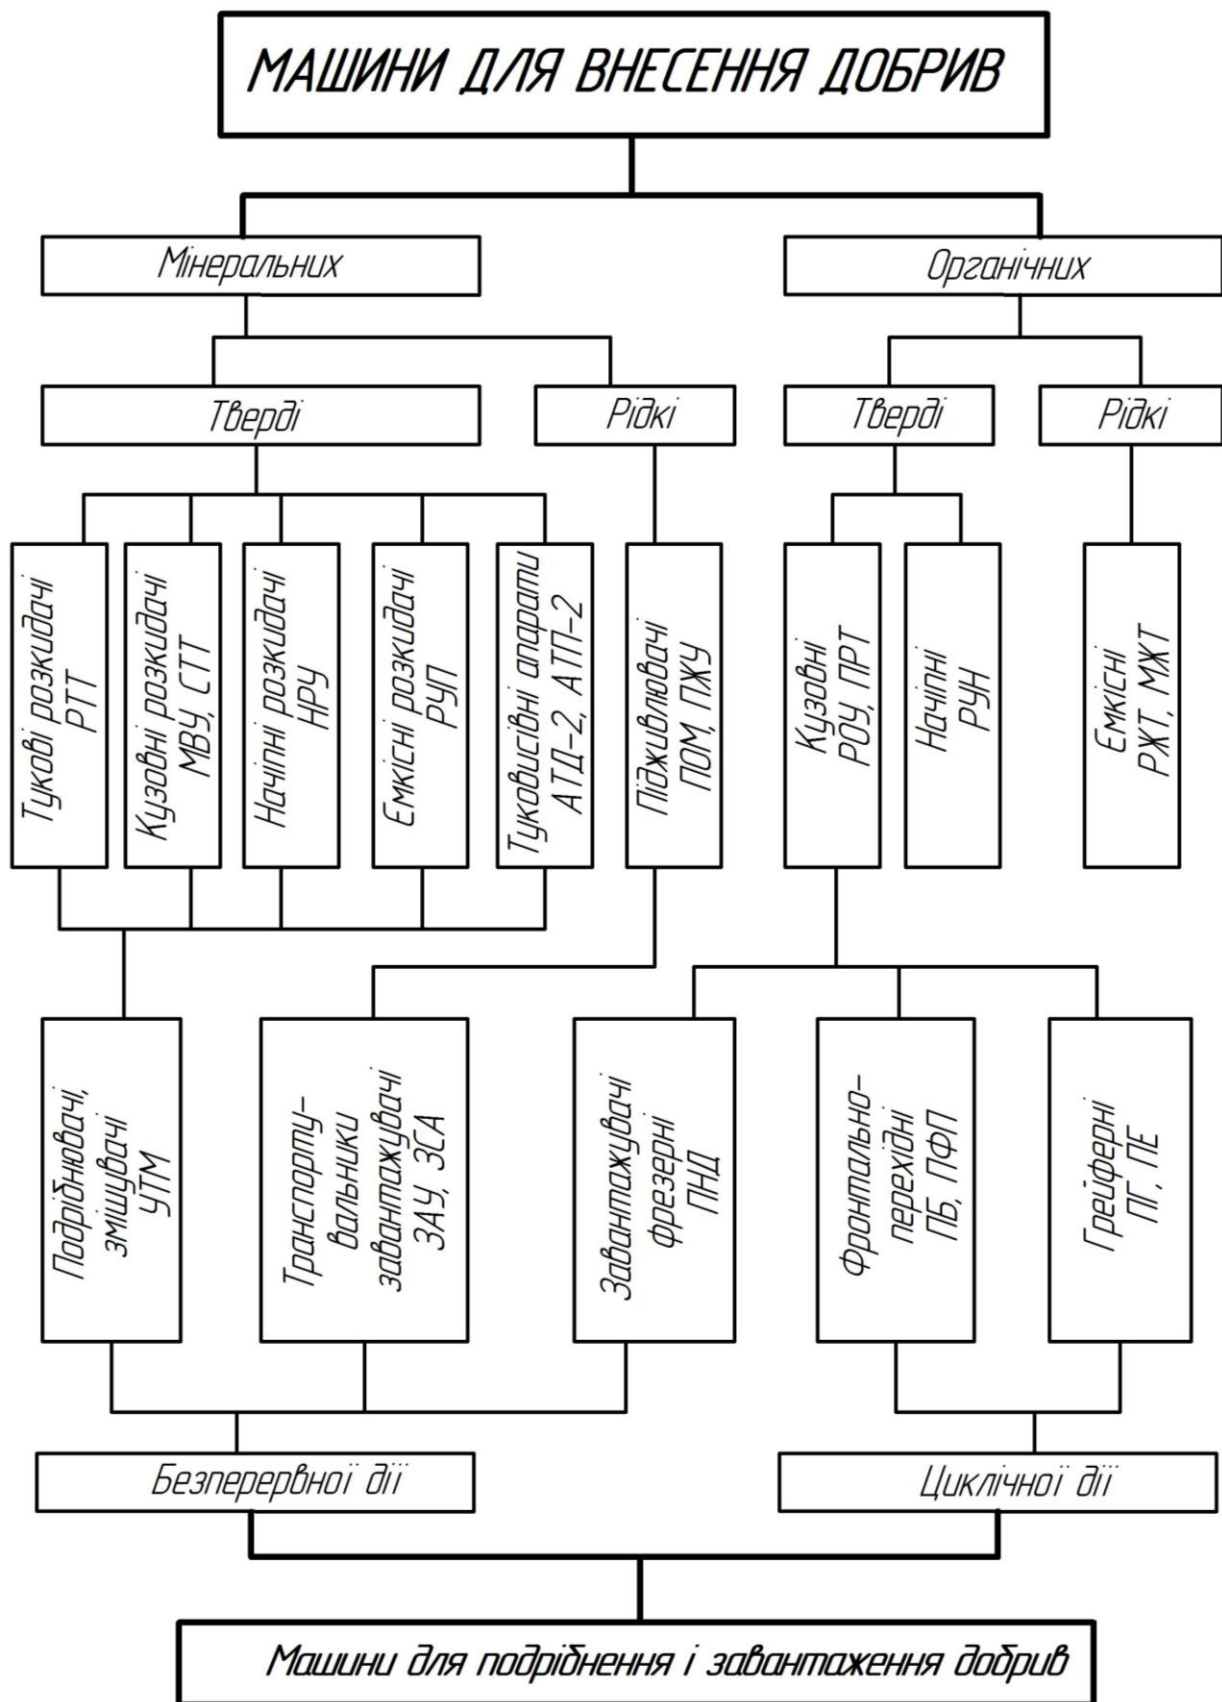 МАШИНИ ДЛЯ ВНЕСЕННЯ ДОБРИВ
Мінеральних
Органічних
Тверді
Рідкі
Тверді
Рідкі
Тукові розкидачі
РТТ
Кузовні розкидачі
МВУ, СТТ
Начіпні розкидачі
НРУ
Емкісні розкидачі
РУП
Туковисівні апарати
АТД-2, АТП-2
Підживлювачі
ПОМ, ПЖУ
Кузовні
РОУ, ПРТ
Начіпні
РУН
Емкісні
РЖТ, МЖТ
Подрібнювачі,
змішувачі
УТМ
Транспорту-
вальники
завантажувачі
ЗАУ, ЗСА
Завантажувачі
фрезерні
ПНД
Фронтально-
перехідні
ПБ, ПФП
Грейферні
ПГ, ПЕ
Безперервної дії
Циклічної дії
Машини для подрібнення і завантаження добрив